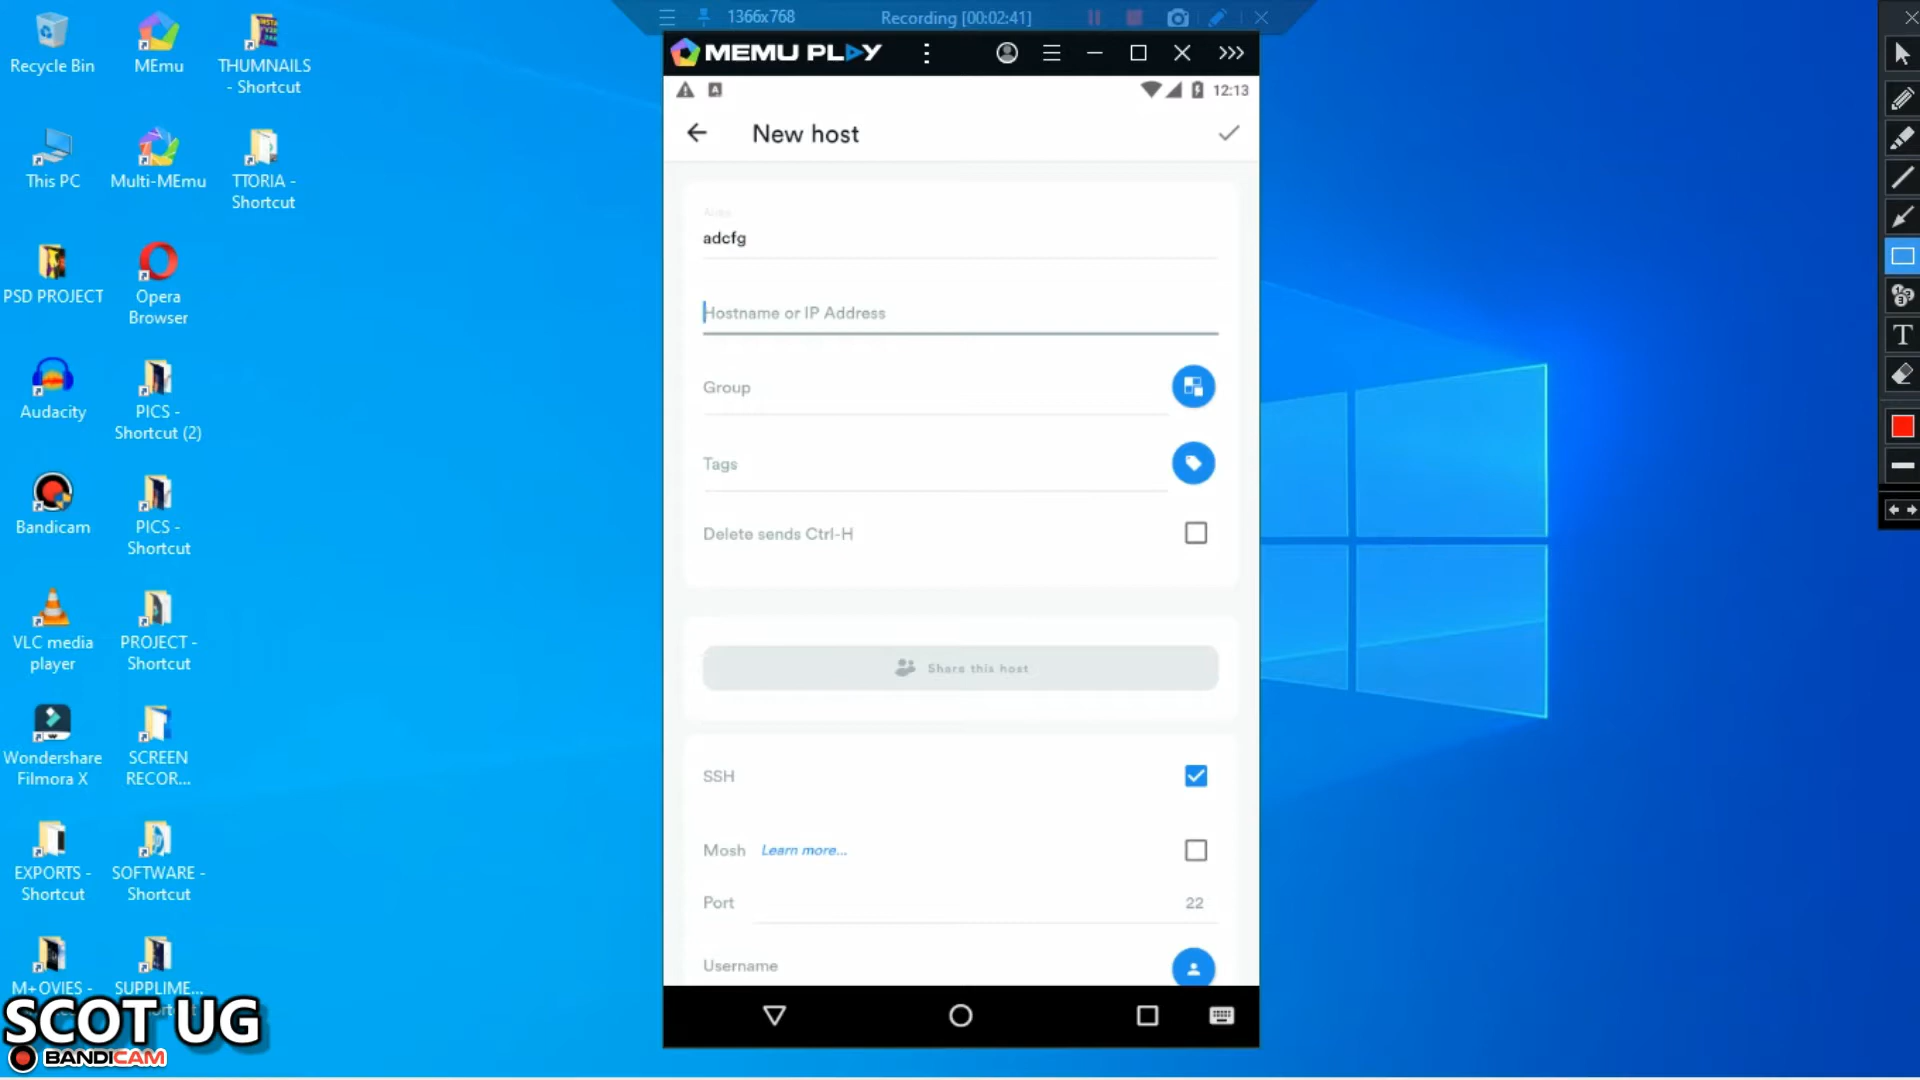 1366x768
Recording [00:02:41]
Recycle Bin
MEmu
THUMNAILS
- Shortcut
This PC
Multi-MEmu
TTORIA -
Shortcut
PSD PROJECT
Opera
Browser
Audacity
PICS -
Shortcut (2)
Bandicam
PICS -
Shortcut
VLC media
player
PROJECT -
Shortcut
Wondershare
Filmora X
SCREEN
RECOR...
EXPORTS -
Shortcut
SOFTWARE -
Shortcut
M+OVIES -
SUPPLIME...
SCOT UG
BANDICAM
MEMU PLAY
12:13
New host
Alias
adcfg
Hostname or IP Address
Group
Tags
Delete sends Ctrl-H
Share this host
SSH
Mosh Learn more...
Port 22
Username
T